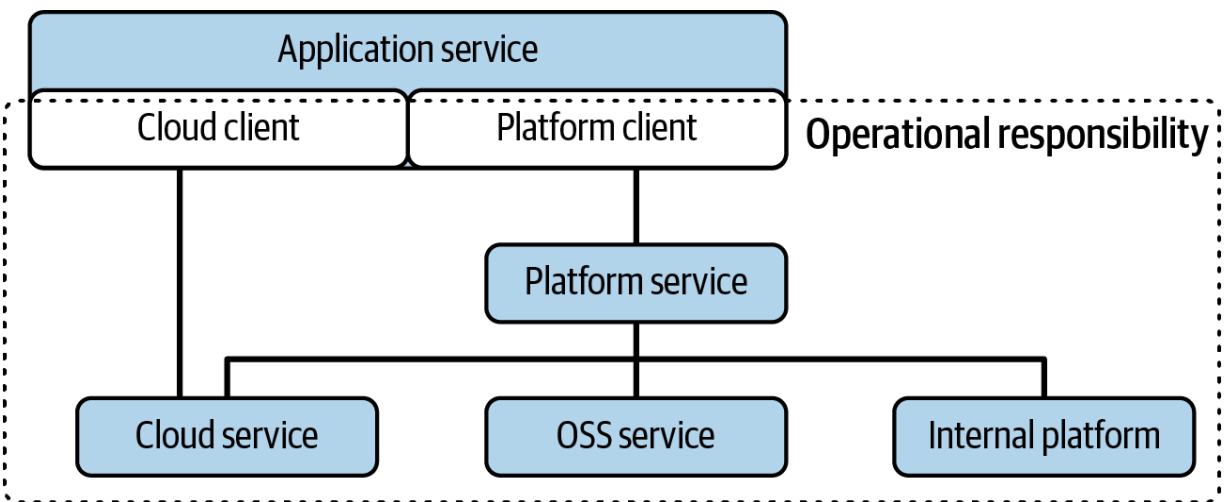 Application service
Cloud client
Platform client
Operational responsibility
Platform service
Cloud service
OSS service
Internal platform